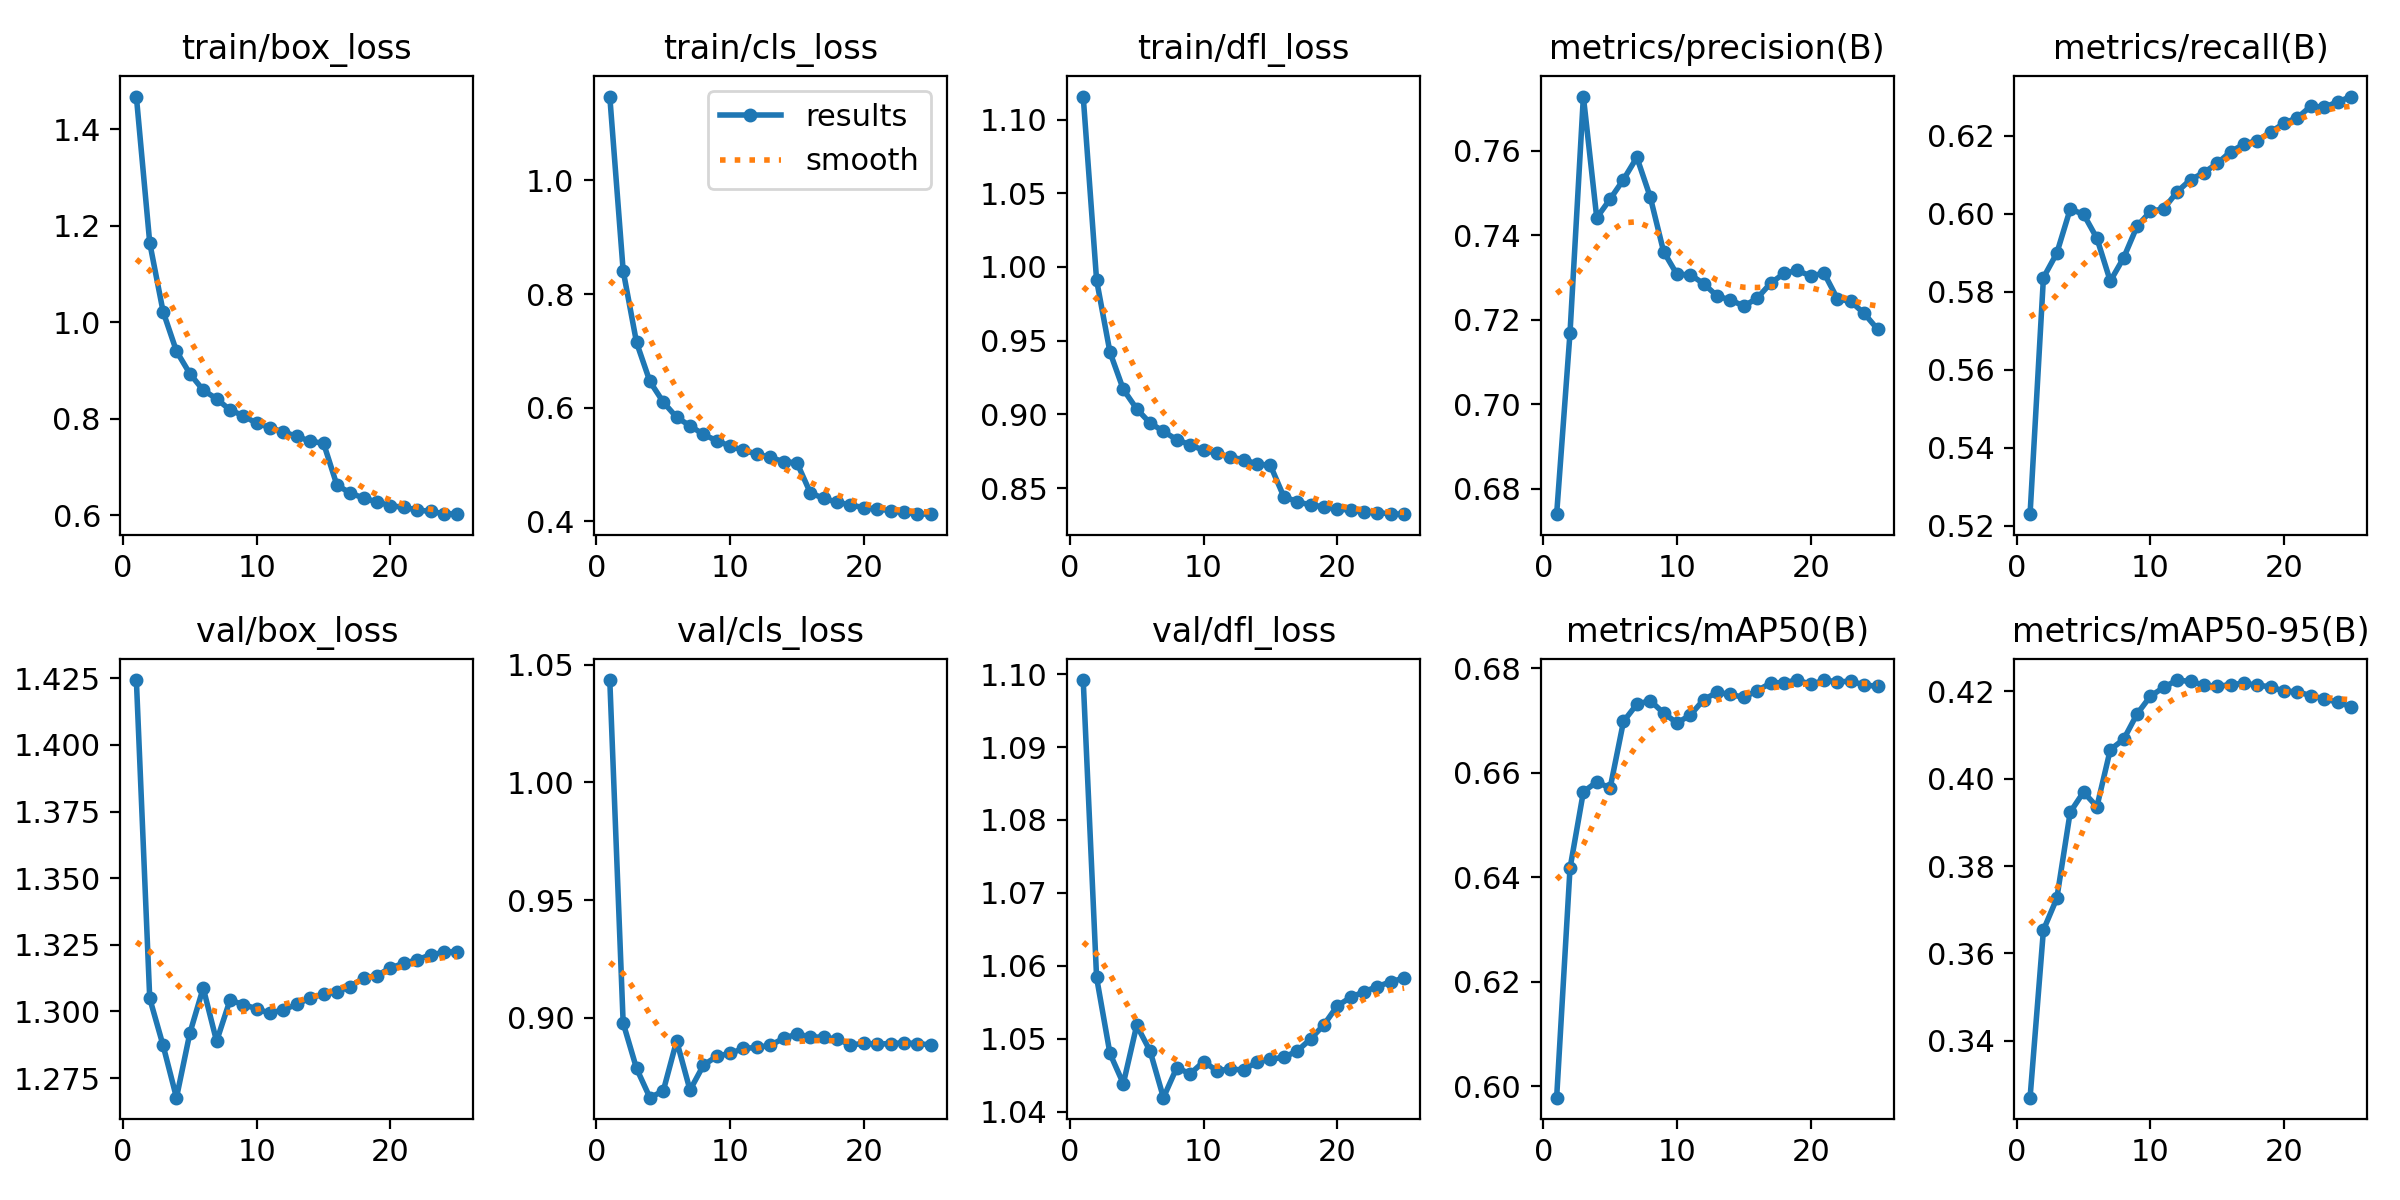 train/box_loss
1.4
1.2
1.0
0.8
0.6
0 10 20
train/cls_loss
results
smooth
1.0
0.8
0.6
0.4
0 10 20
train/dfl_loss
1.10
1.05
1.00
0.95
0.90
0.85
0 10 20
metrics/precision(B)
0.76
0.74
0.72
0.70
0.68
0 10 20
metrics/recall(B)
0.62
0.60
0.58
0.56
0.54
0.52
0 10 20
val/box_loss
1.425
1.400
1.375
1.350
1.325
1.300
1.275
0 10 20
val/cls_loss
1.05
1.00
0.95
0.90
0 10 20
val/dfl_loss
1.10
1.09
1.08
1.07
1.06
1.05
1.04
0 10 20
metrics/mAP50(B)
0.68
0.66
0.64
0.62
0.60
0 10 20
metrics/mAP50-95(B)
0.42
0.40
0.38
0.36
0.34
0 10 20